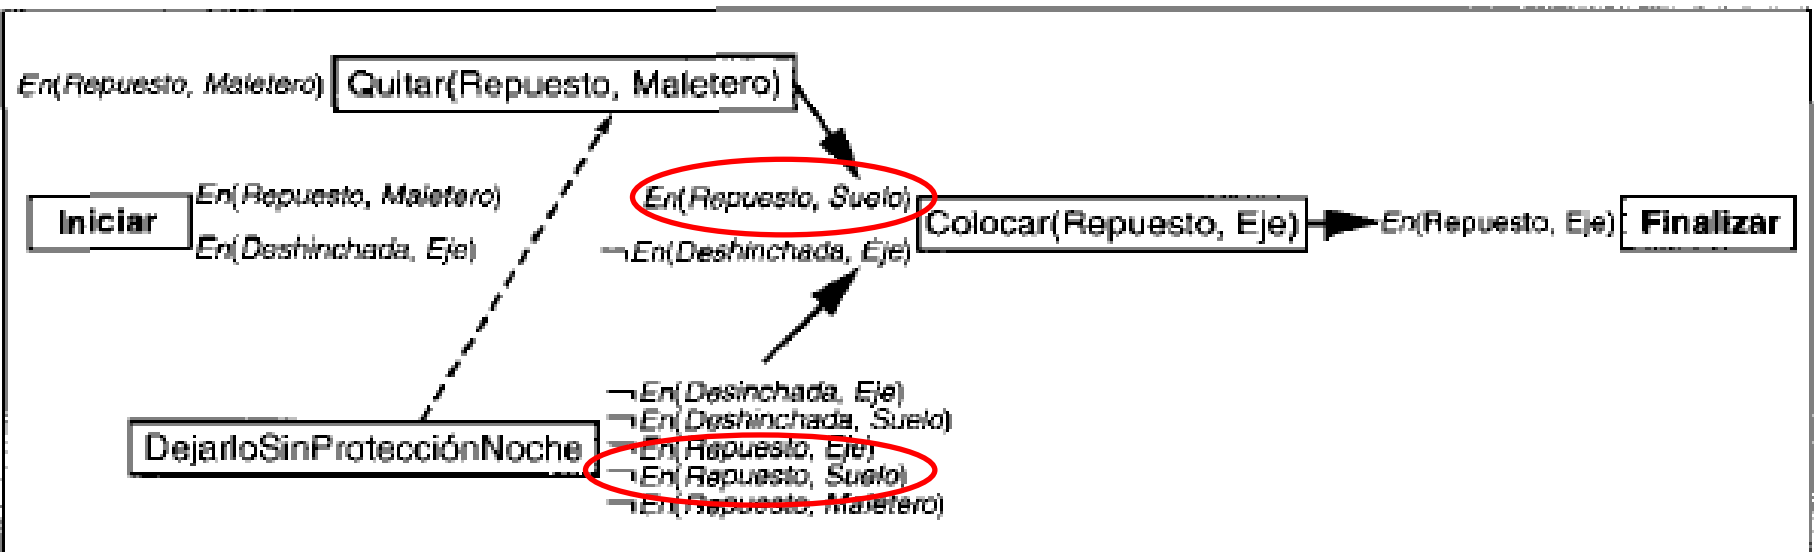 En(Repuesto, Maletero) Quitar(Repuesto, Maletero)
Iniciar
En(Repuesto, Maletero)
En(Deshinchada, Eje)
En(Repuesto, Suelo)
¬En(Deshinchada, Eje)
Colocar(Repuesto, Eje)
En(Repuesto, Eje) Finalizar
DejarloSinProtecciónNoche
¬En(Desinchada, Eje)
¬En(Deshinchada, Suelo)
¬En(Repuesto, Eje)
¬En(Repuesto, Suelo)
¬En(Repuesto, Maletero)